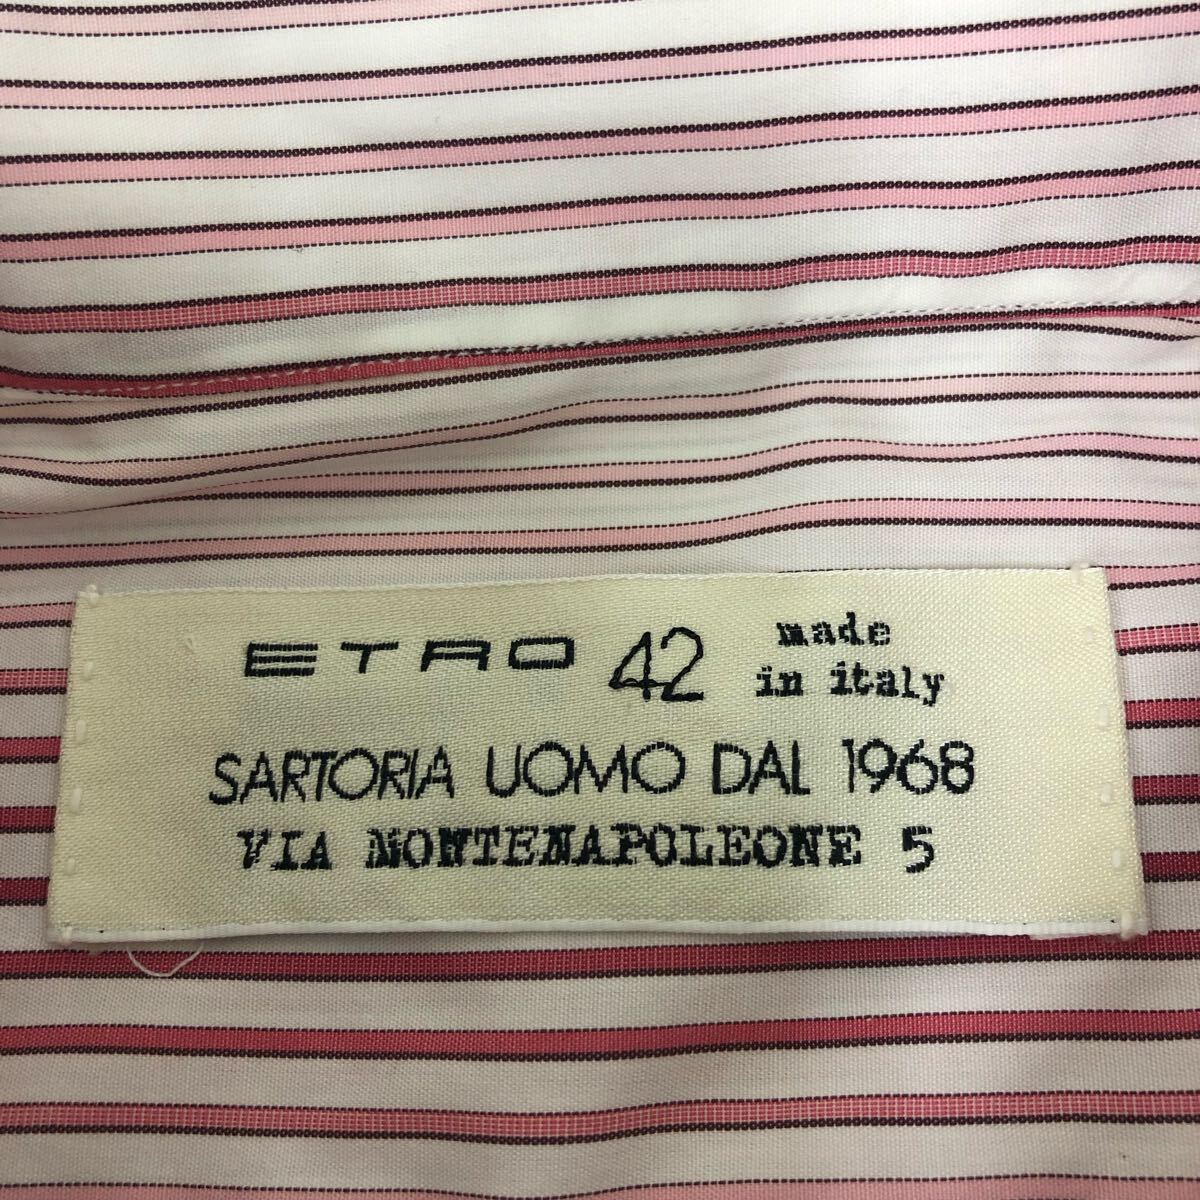 ETRO 42 made in italy
SARTORIA UOMO DAL 1968
VIA MONTENAPOLEONE 5